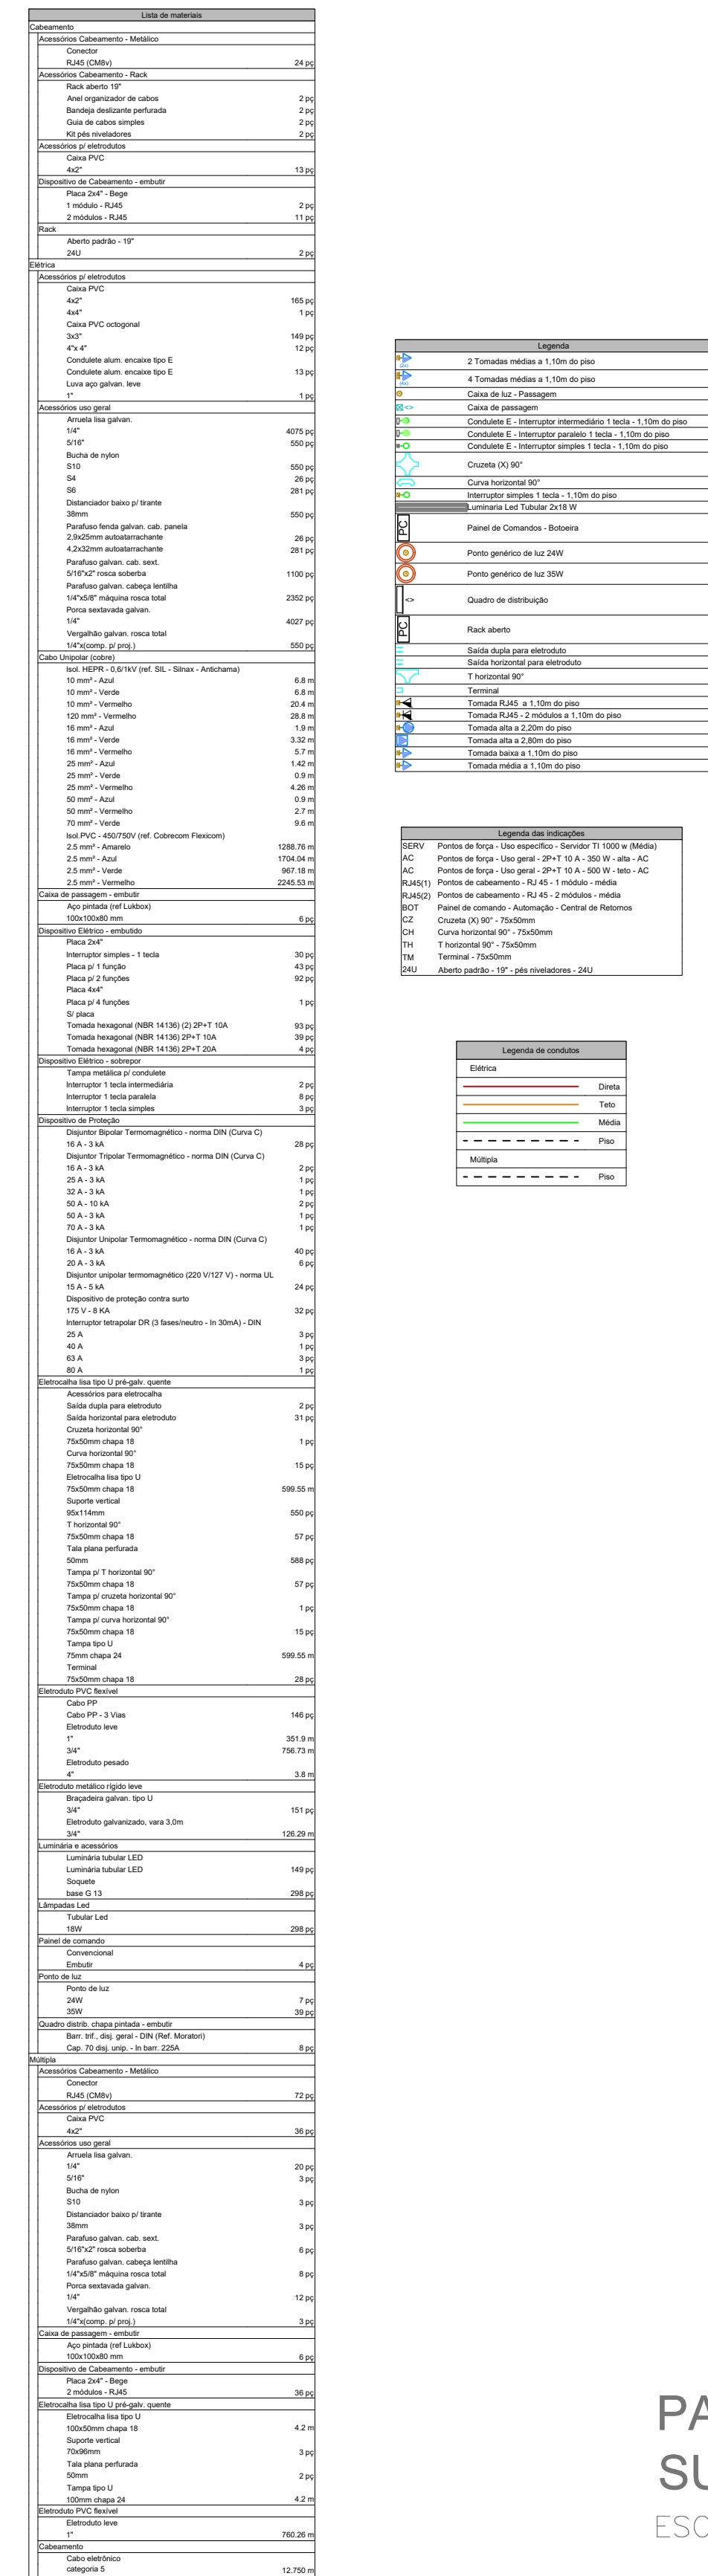 Lista de materiais
Cabeamento
Acessórios Cabeamento - Metálico
Conector
RJ45 (CM8v) 24 pç
Acessórios Cabeamento - Rack
Rack aberto 19"
Anel organizador de cabos 2 pç
Bandeja deslizante perfurada 2 pç
Guia de cabos simples 2 pç
Kit pés niveladores 2 pç
Acessórios p/ eletrodutos
Caixa PVC
4x2" 13 pç
Dispositivo de Cabeamento - embutir
Placa 2x4" - Bege
1 módulo - RJ45 2 pç
2 módulos - RJ45 11 pç
Rack
Aberto padrão - 19"
24U 2 pç
Elétrica
Acessórios p/ eletrodutos
Caixa PVC
4x2" 165 pç
4x4" 1 pç
Caixa PVC octogonal
3x3" 149 pç
4"x 4" 12 pç
Condulete alum. encaixe tipo E
Condulete alum. encaixe tipo E 13 pç
Luva aço galvan. leve
1" 1 pç
Acessórios uso geral
Arruela lisa galvan.
1/4" 4075 pç
5/16" 550 pç
Bucha de nylon
S10 550 pç
S4 26 pç
S6 281 pç
Distanciador baixo p/ tirante
38mm 550 pç
Parafuso fenda galvan. cab. panela
2,9x25mm autoatarrachante 26 pç
4,2x32mm autoatarrachante 281 pç
Parafuso galvan. cab. sext.
5/16"x2" rosca soberba 1100 pç
Parafuso galvan. cabeça lentilha
1/4"x5/8" máquina rosca total 2352 pç
Porca sextavada galvan.
1/4" 4027 pç
Vergalhão galvan. rosca total
1/4"x(comp. p/ proj.) 550 pç
Cabo Unipolar (cobre)
Isol. HEPR - 0,6/1kV (ref. SIL - Silnax - Antichama)
10 mm² - Azul 6.8 m
10 mm² - Verde 6.8 m
10 mm² - Vermelho 20.4 m
120 mm² - Vermelho 28.8 m
16 mm² - Azul 1.9 m
16 mm² - Verde 3.32 m
16 mm² - Vermelho 5.7 m
25 mm² - Azul 1.42 m
25 mm² - Verde 0.9 m
25 mm² - Vermelho 4.26 m
50 mm² - Azul 0.9 m
50 mm² - Vermelho 2.7 m
70 mm² - Verde 9.6 m
Isol.PVC - 450/750V (ref. Cobrecom Flexicom)
2.5 mm² - Amarelo 1288.76 m
2.5 mm² - Azul 1704.04 m
2.5 mm² - Verde 967.18 m
2.5 mm² - Vermelho 2245.53 m
Caixa de passagem - embutir
Aço pintada (ref Lukbox)
100x100x80 mm 6 pç
Dispositivo Elétrico - embutido
Placa 2x4"
Interruptor simples - 1 tecla 30 pç
Placa p/ 1 função 43 pç
Placa p/ 2 funções 92 pç
Placa 4x4"
Placa p/ 4 funções 1 pç
S/ placa
Tomada hexagonal (NBR 14136) (2) 2P+T 10A 93 pç
Tomada hexagonal (NBR 14136) 2P+T 10A 39 pç
Tomada hexagonal (NBR 14136) 2P+T 20A 4 pç
Dispositivo Elétrico - sobrepor
Tampa metálica p/ condulete
Interruptor 1 tecla intermediária 2 pç
Interruptor 1 tecla paralela 8 pç
Interruptor 1 tecla simples 3 pç
Dispositivo de Proteção
Disjuntor Bipolar Termomagnético - norma DIN (Curva C)
16 A - 3 kA 28 pç
Disjuntor Tripolar Termomagnético - norma DIN (Curva C)
16 A - 3 kA 2 pç
25 A - 3 kA 1 pç
32 A - 3 kA 1 pç
50 A - 10 kA 2 pç
50 A - 3 kA 1 pç
70 A - 3 kA 1 pç
Disjuntor Unipolar Termomagnético - norma DIN (Curva C)
16 A - 3 kA 40 pç
20 A - 3 kA 6 pç
Disjuntor unipolar termomagnético (220 V/127 V) - norma UL
15 A - 5 kA 24 pç
Dispositivo de proteção contra surto
175 V - 8 KA 32 pç
Interruptor tetrapolar DR (3 fases/neutro - In 30mA) - DIN
25 A 3 pç
40 A 1 pç
63 A 3 pç
80 A 1 pç
Eletrocalha lisa tipo U pré-galv. quente
Acessórios para eletrocalha
Saída dupla para eletroduto 2 pç
Saída horizontal para eletroduto 31 pç
Cruzeta horizontal 90°
75x50mm chapa 18 1 pç
Curva horizontal 90°
75x50mm chapa 18 15 pç
Eletrocalha lisa tipo U
75x50mm chapa 18 599.55 m
Suporte vertical
95x114mm 550 pç
T horizontal 90°
75x50mm chapa 18 57 pç
Tala plana perfurada
50mm 588 pç
Tampa p/ T horizontal 90°
75x50mm chapa 18 57 pç
Tampa p/ cruzeta horizontal 90°
75x50mm chapa 18 1 pç
Tampa p/ curva horizontal 90°
75x50mm chapa 18 15 pç
Tampa tipo U
75mm chapa 24 599.55 m
Terminal
75x50mm chapa 18 28 pç
Eletroduto PVC flexível
Cabo PP
Cabo PP - 3 Vias 146 pç
Eletroduto leve
1" 351.9 m
3/4" 756.73 m
Eletroduto pesado
4" 3.8 m
Eletroduto metálico rígido leve
Braçadeira galvan. tipo U
3/4" 151 pç
Eletroduto galvanizado, vara 3,0m
3/4" 126.29 m
Luminária e acessórios
Luminária tubular LED
Luminária tubular LED 149 pç
Soquete
base G 13 298 pç
Lâmpadas Led
Tubular Led
18W 298 pç
Painel de comando
Convencional
Embutir 4 pç
Ponto de luz
Ponto de luz
24W 7 pç
35W 39 pç
Quadro distrib. chapa pintada - embutir
Barr. trif., disj. geral - DIN (Ref. Moratori)
Cap. 70 disj. unip. - In barr. 225A 8 pç
Múltipla
Acessórios Cabeamento - Metálico
Conector
RJ45 (CM8v) 72 pç
Acessórios p/ eletrodutos
Caixa PVC
4x2" 36 pç
Acessórios uso geral
Arruela lisa galvan.
1/4" 20 pç
5/16" 3 pç
Bucha de nylon
S10 3 pç
Distanciador baixo p/ tirante
38mm 3 pç
Parafuso galvan. cab. sext.
5/16"x2" rosca soberba 6 pç
Parafuso galvan. cabeça lentilha
1/4"x5/8" máquina rosca total 8 pç
Porca sextavada galvan.
1/4" 12 pç
Vergalhão galvan. rosca total
1/4"x(comp. p/ proj.) 3 pç
Caixa de passagem - embutir
Aço pintada (ref Lukbox)
100x100x80 mm 6 pç
Dispositivo de Cabeamento - embutir
Placa 2x4" - Bege
2 módulos - RJ45 36 pç
Eletrocalha lisa tipo U pré-galv. quente
Eletrocalha lisa tipo U
100x50mm chapa 18 4.2 m
Suporte vertical
70x96mm 3 pç
Tala plana perfurada
50mm 2 pç
Tampa tipo U
100mm chapa 24 4.2 m
Eletroduto PVC flexível
Eletroduto leve
1" 760.26 m
Cabeamento
Cabo eletrônico
categoria 5 12.750 m
Legenda
(2x) 2 Tomadas médias a 1,10m do piso
(4x) 4 Tomadas médias a 1,10m do piso
Caixa de luz - Passagem
<> Caixa de passagem
Condulete E - Interruptor intermediário 1 tecla - 1,10m do piso
Condulete E - Interruptor paralelo 1 tecla - 1,10m do piso
Condulete E - Interruptor simples 1 tecla - 1,10m do piso
Cruzeta (X) 90°
Curva horizontal 90°
Interruptor simples 1 tecla - 1,10m do piso
Luminaria Led Tubular 2x18 W
PC Painel de Comandos - Botoeira
Ponto genérico de luz 24W
Ponto genérico de luz 35W
<> Quadro de distribuição
PC Rack aberto
Saída dupla para eletroduto
Saída horizontal para eletroduto
T horizontal 90°
Terminal
Tomada RJ45 a 1,10m do piso
Tomada RJ45 - 2 módulos a 1,10m do piso
Tomada alta a 2,20m do piso
Tomada alta a 2,80m do piso
Tomada baixa a 1,10m do piso
Tomada média a 1,10m do piso
Legenda das indicações
SERV Pontos de força - Uso específico - Servidor TI 1000 w (Média)
AC Pontos de força - Uso geral - 2P+T 10 A - 350 W - alta - AC
AC Pontos de força - Uso geral - 2P+T 10 A - 500 W - teto - AC
RJ45(1) Pontos de cabeamento - RJ 45 - 1 módulo - média
RJ45(2) Pontos de cabeamento - RJ 45 - 2 módulos - média
BOT Painel de comando - Automação - Central de Retornos
CZ Cruzeta (X) 90° - 75x50mm
CH Curva horizontal 90° - 75x50mm
TH T horizontal 90° - 75x50mm
TM Terminal - 75x50mm
24U Aberto padrão - 19" - pés niveladores - 24U
Legenda de condutos
Elétrica
Direta
Teto
Média
Piso
Múltipla
Piso
PA
SU
ESC